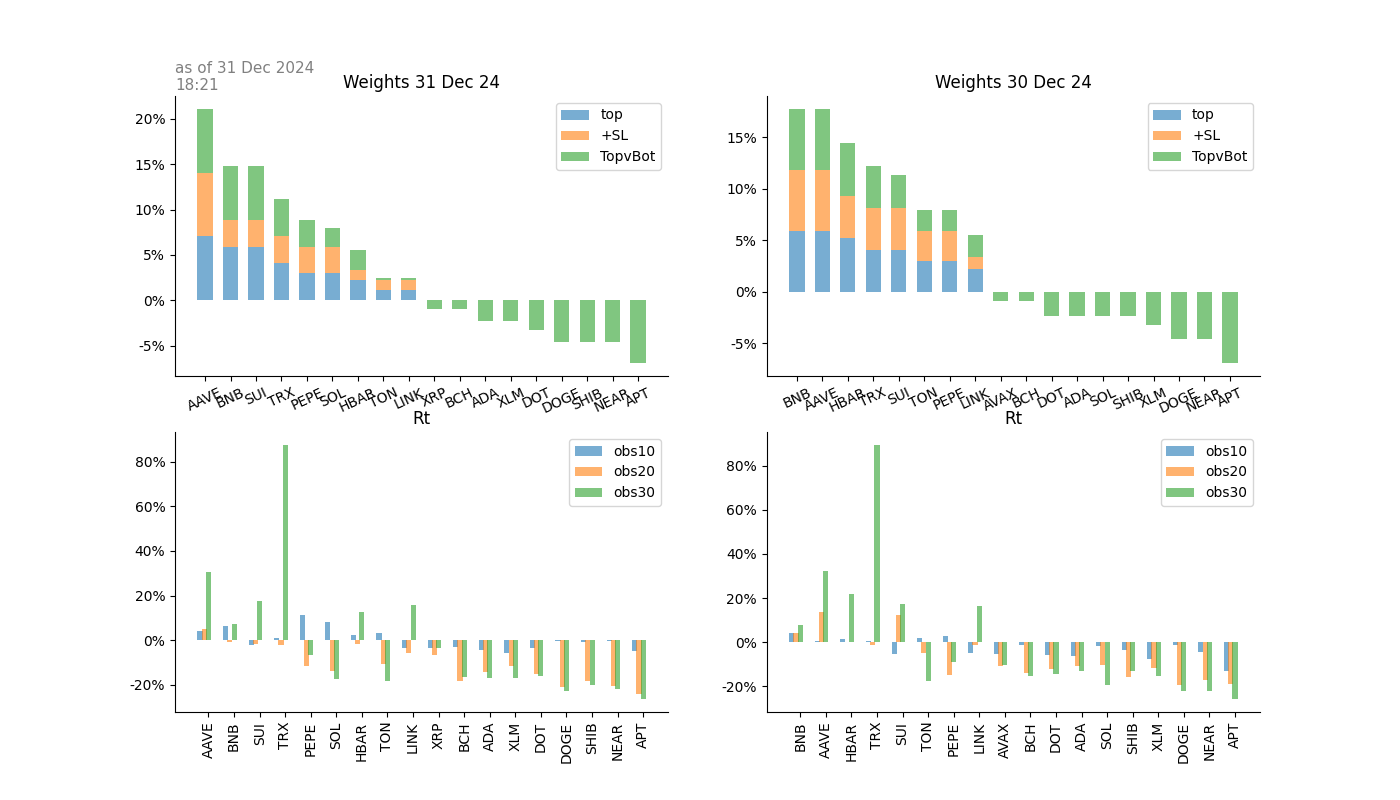 as of 31 Dec 2024
18:21
Weights 31 Dec 24
20%
15%
10%
5%
0%
-5%
top
+SL
TopvBot
AAVE BNB SUI TRX PEPE SOL HBAR TON LINK XRP BCH ADA XLM DOT DOGE SHIB NEAR APT
Weights 30 Dec 24
15%
10%
5%
0%
-5%
top
+SL
TopvBot
BNB AAVE HBAR TRX SUI TON PEPE LINK AVAX BCH DOT ADA SOL SHIB XLM DOGE NEAR APT
Rt
80%
60%
40%
20%
0%
-20%
obs10
obs20
obs30
AAVE BNB SUI TRX PEPE SOL HBAR TON LINK XRP BCH ADA XLM DOT DOGE SHIB NEAR APT
Rt
80%
60%
40%
20%
0%
-20%
obs10
obs20
obs30
BNB AAVE HBAR TRX SUI TON PEPE LINK AVAX BCH DOT ADA SOL SHIB XLM DOGE NEAR APT